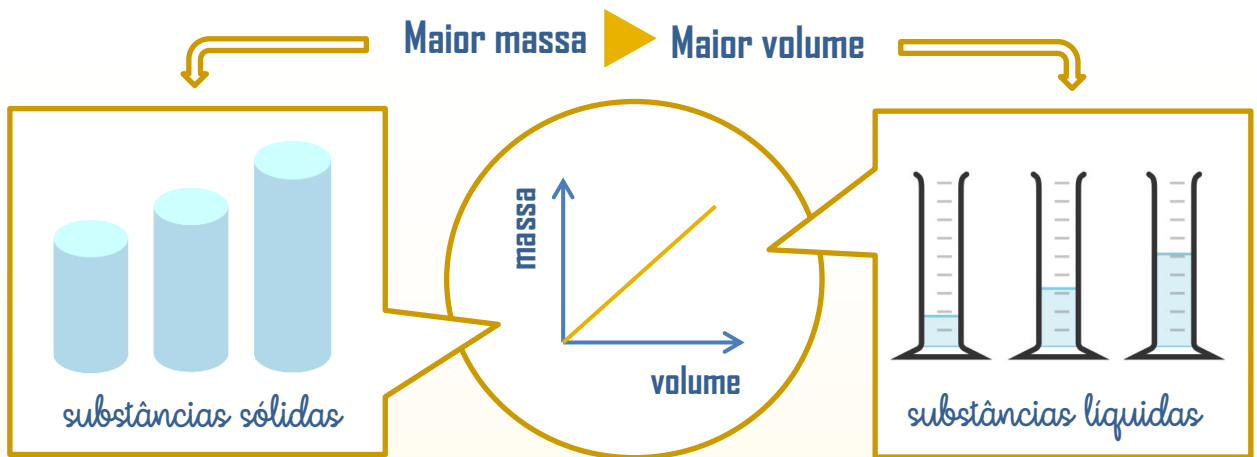 Maior massa
Maior volume
massa
volume
substâncias sólidas
substâncias líquidas